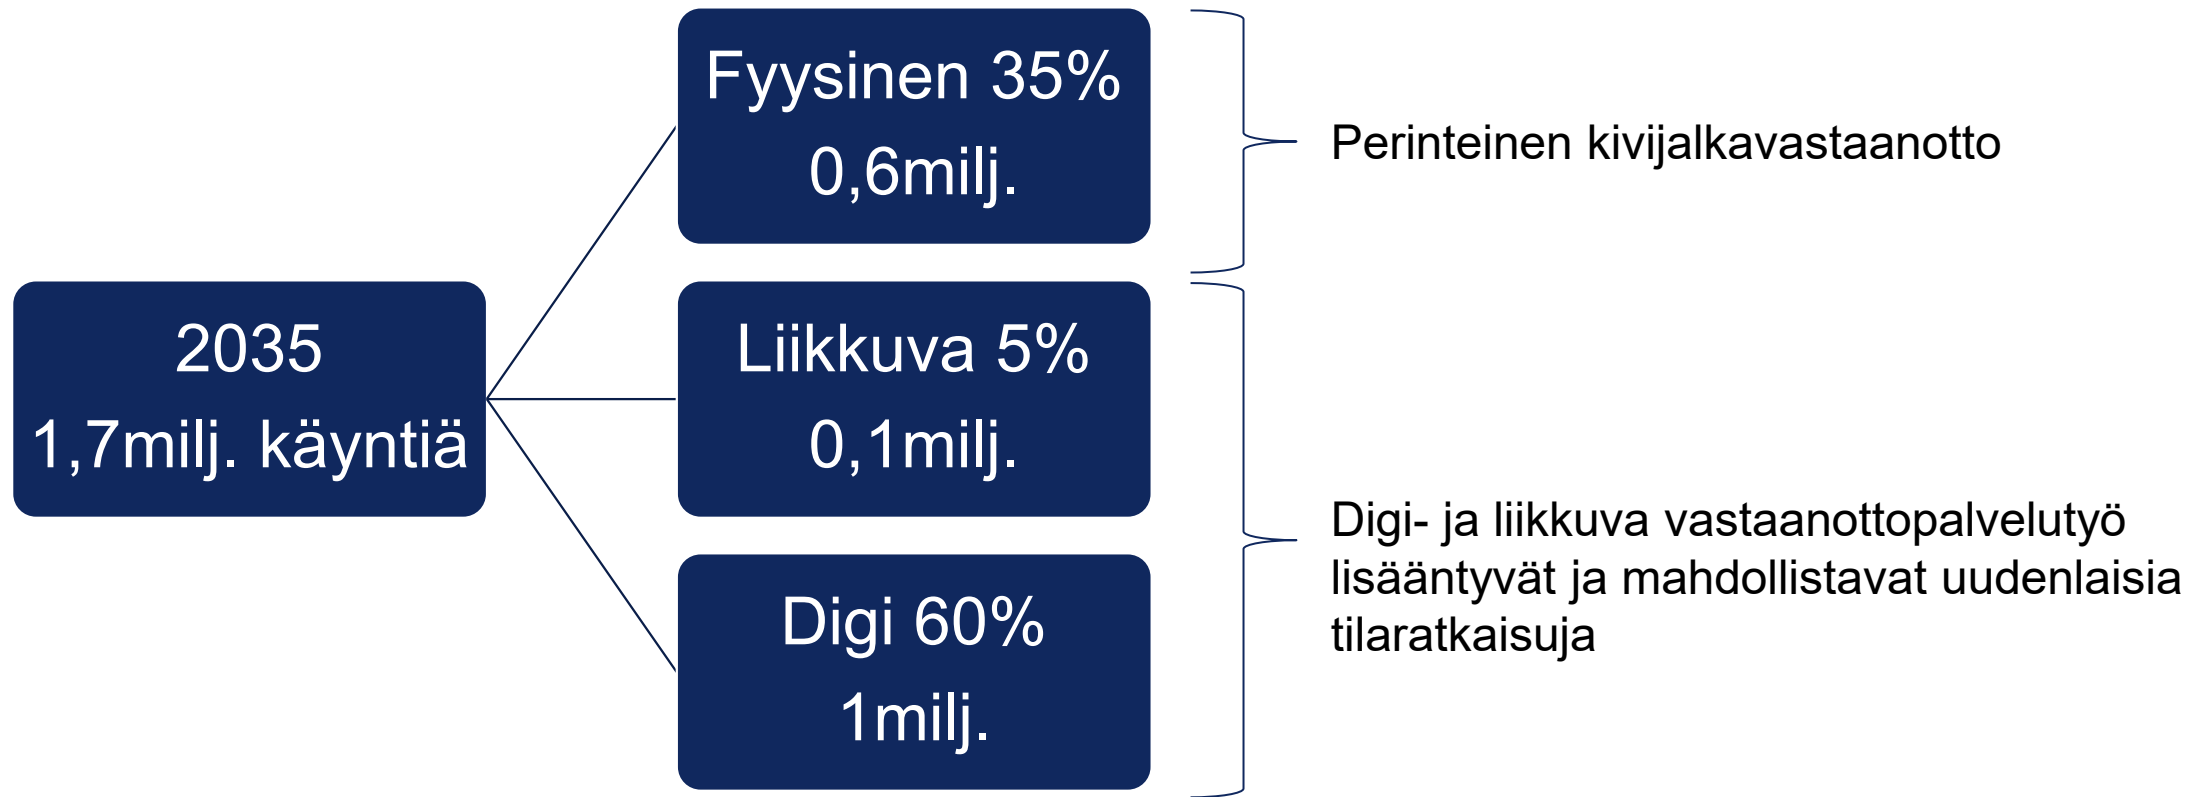 2035
1,7milj. käyntiä
Fyysinen 35%
0,6milj.
Liikkuva 5%
0,1milj.
Digi 60%
1milj.
Perinteinen kivijalkavastaanotto
Digi- ja liikkuva vastaanottopalvelutyö
lisääntyvät ja mahdollistavat uudenlaisia
tilaratkaisuja